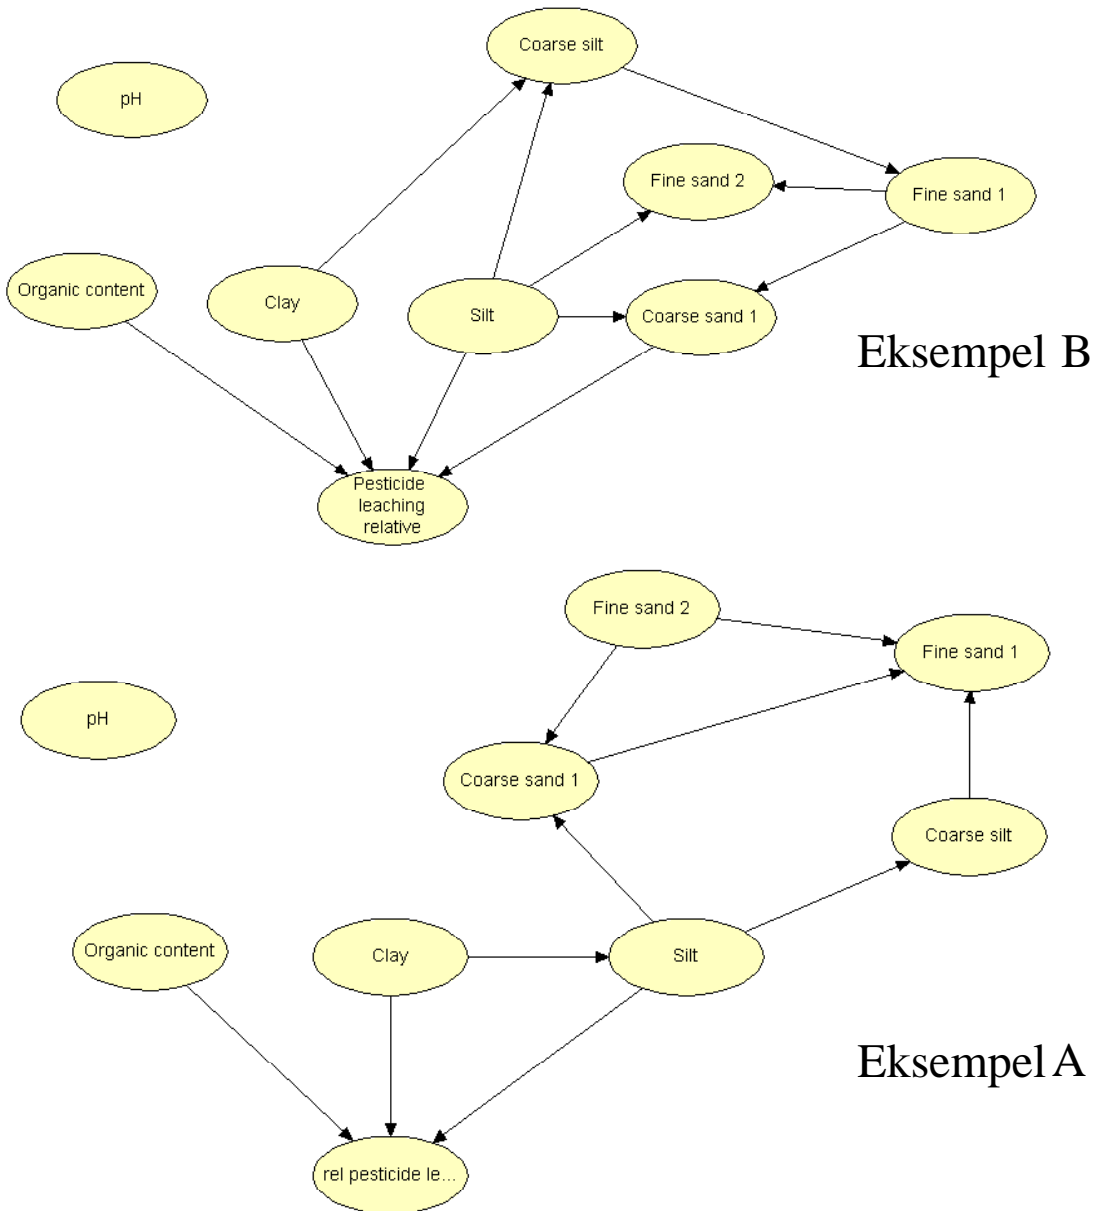 Coarse silt
pH
Fine sand 2
Fine sand 1
Organic content
Clay
Silt
Coarse sand 1
Eksempel B
Pesticide
leaching
relative
Fine sand 2
Fine sand 1
pH
Coarse sand 1
Coarse silt
Organic content
Clay
Silt
Eksempel A
rel pesticide le...